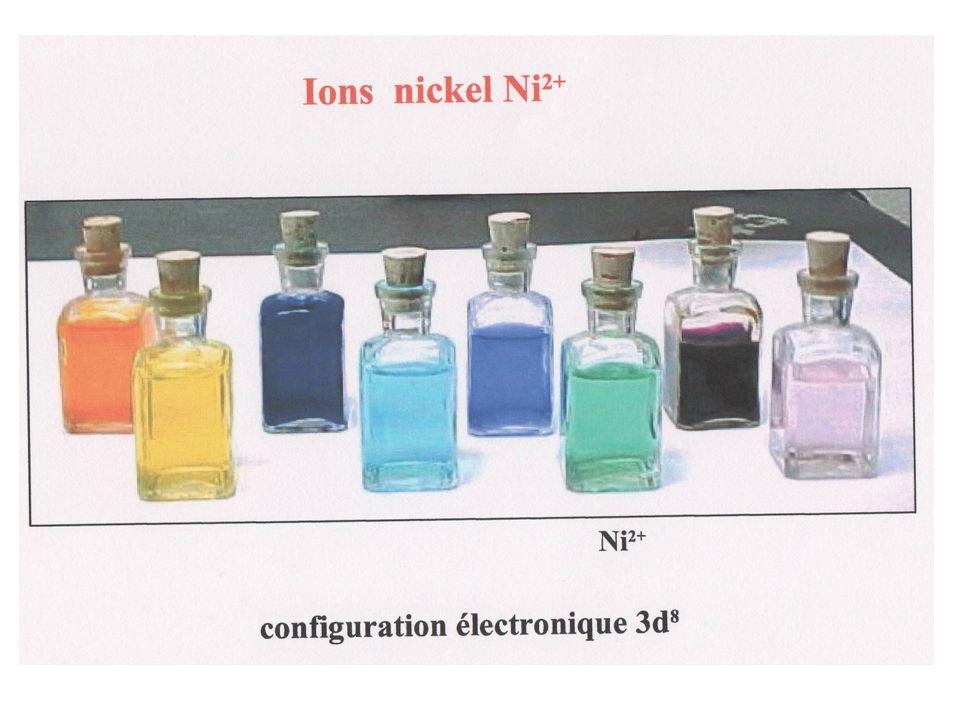 Ions nickel Ni²⁺
Ni²⁺
configuration électronique 3d⁸